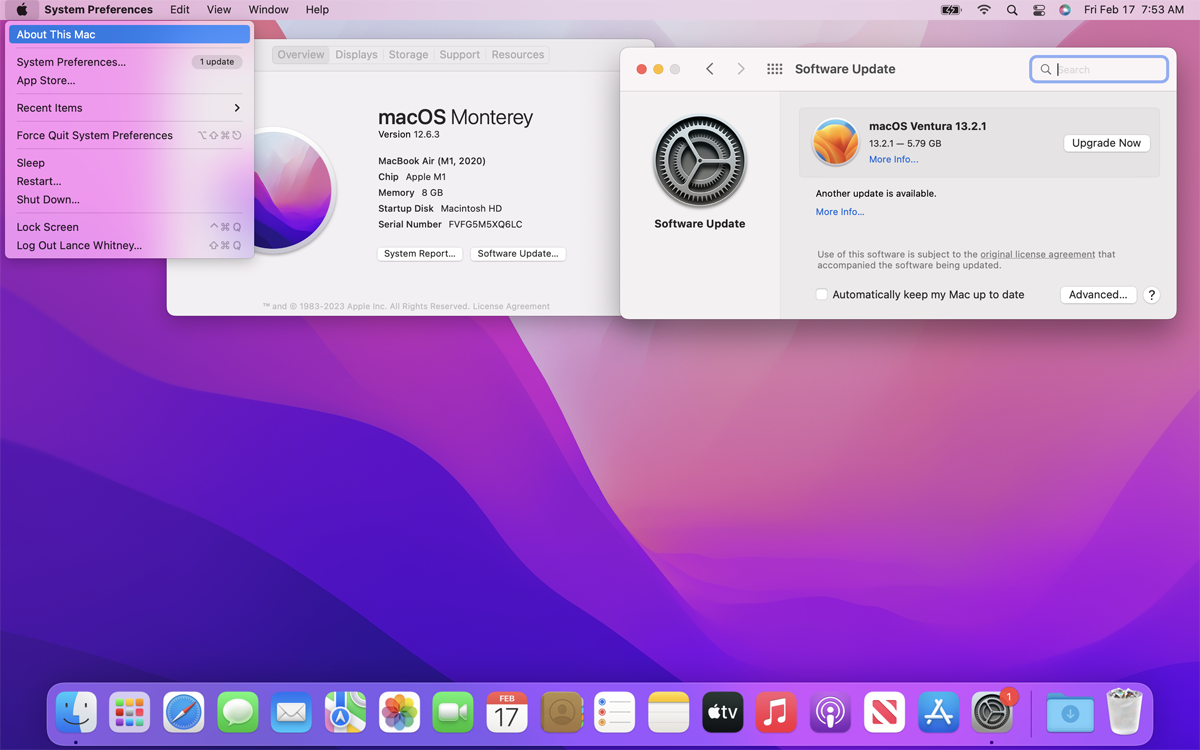 System Preferences Edit View Window Help Fri Feb 17 7:53 AM
About This Mac
System Preferences... 1 update
App Store...
Recent Items
Force Quit System Preferences ⌥⇧⌘⎋
Sleep
Restart...
Shut Down...
Lock Screen ^⌘Q
Log Out Lance Whitney... ⇧⌘Q
Overview Displays Storage Support Resources
macOS Monterey
Version 12.6.3
MacBook Air (M1, 2020)
Chip Apple M1
Memory 8 GB
Startup Disk Macintosh HD
Serial Number FVFG5M5XQ6LC
System Report... Software Update...
™ and © 1983-2023 Apple Inc. All Rights Reserved. License Agreement
Software Update
Search
Software Update
macOS Ventura 13.2.1
13.2.1 — 5.79 GB
More Info...
Upgrade Now
Another update is available.
More Info...
Use of this software is subject to the original license agreement that
accompanied the software being updated.
Automatically keep my Mac up to date
Advanced... ?
FEB
17
tv
1